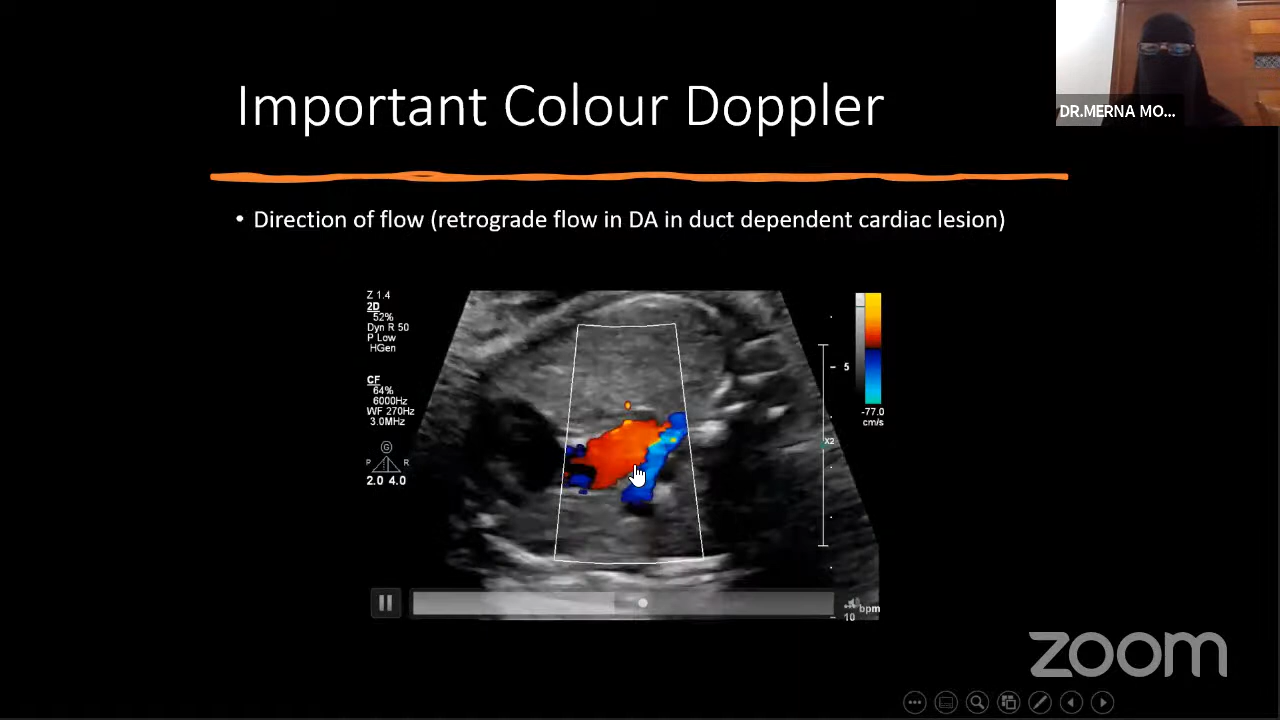 Important Colour Doppler
DR.MERNA MO...
• Direction of flow (retrograde flow in DA in duct dependent cardiac lesion)
Z 1.4
2D
52%
Dyn R 50
P Low
HGen
CF
64%
6000Hz
WF 270Hz
3.0MHz
G
P R
2.0 4.0
5
-77.0
cm/s
X2
bpm
10
zoom